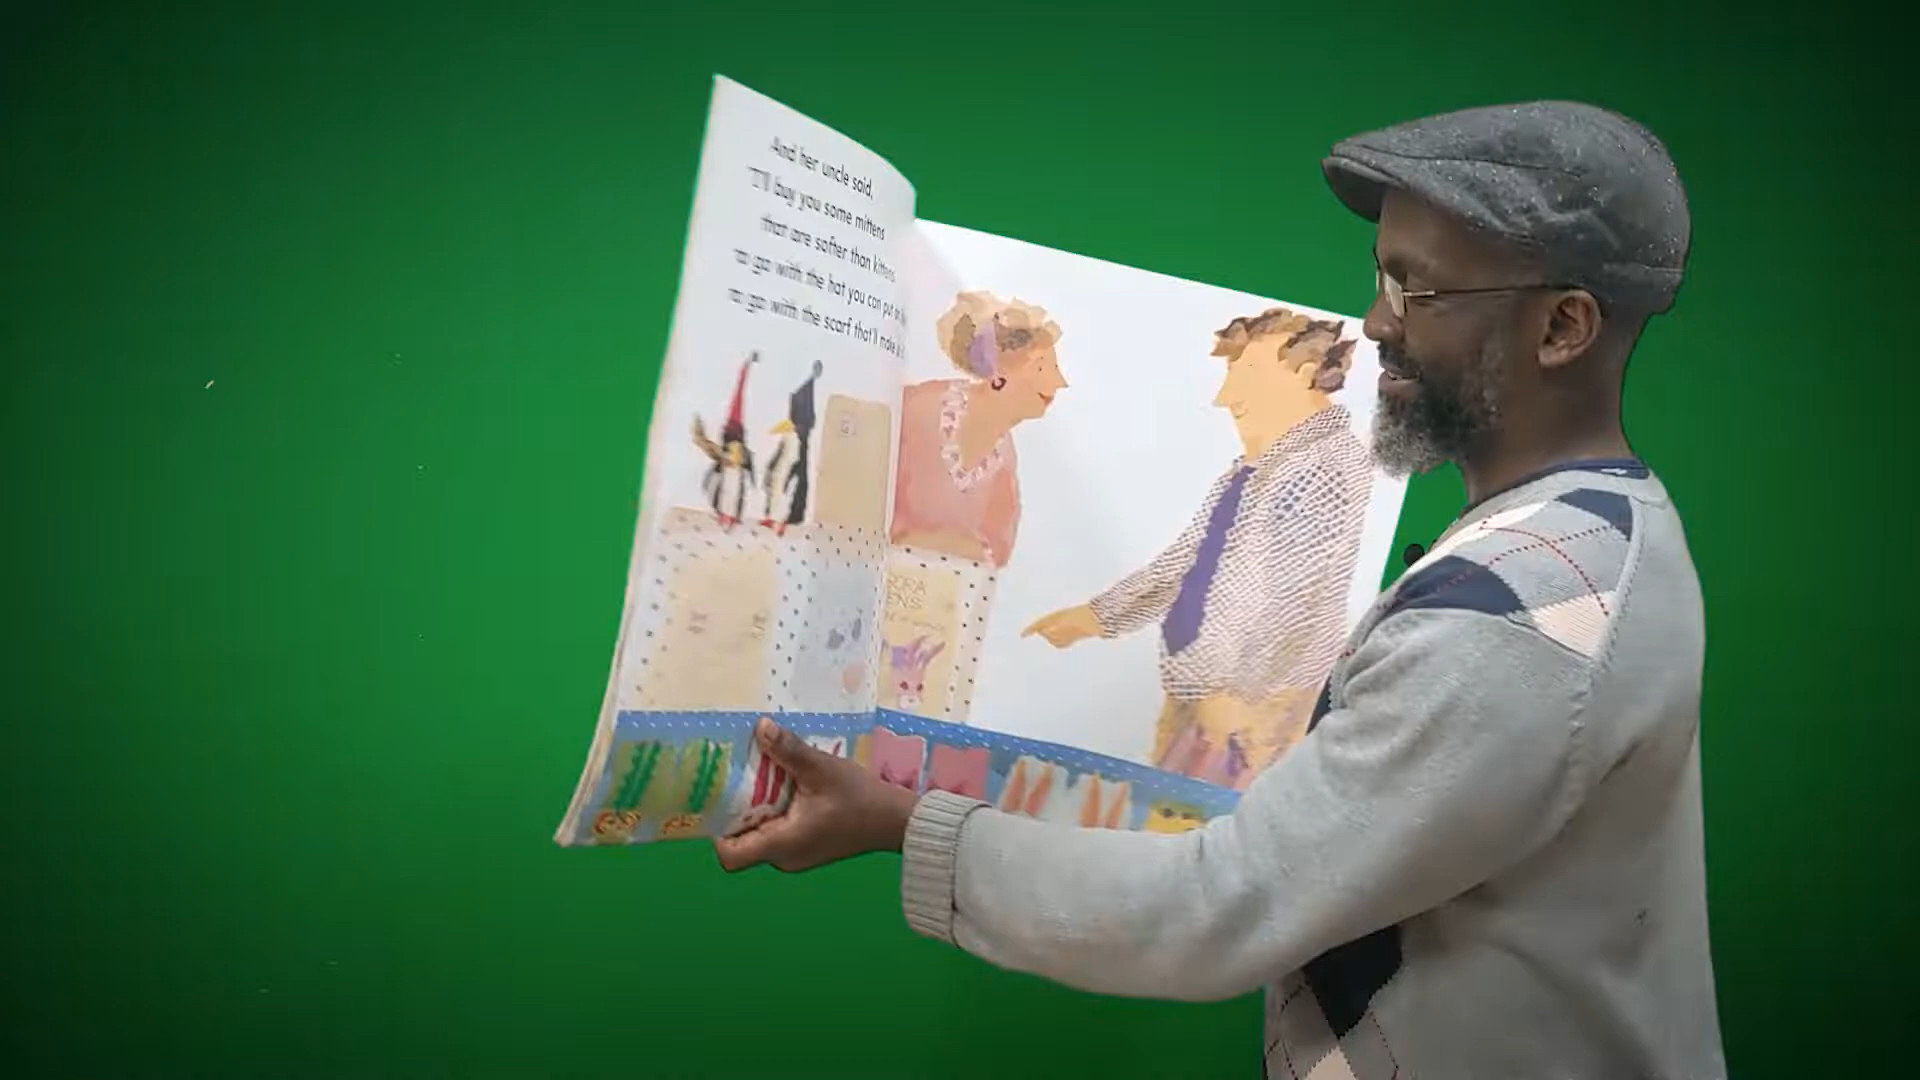 And her uncle said,
"I'll buy you some mittens
that are softer than kittens
to go with the hat you can put on
to go with the scarf that'll make